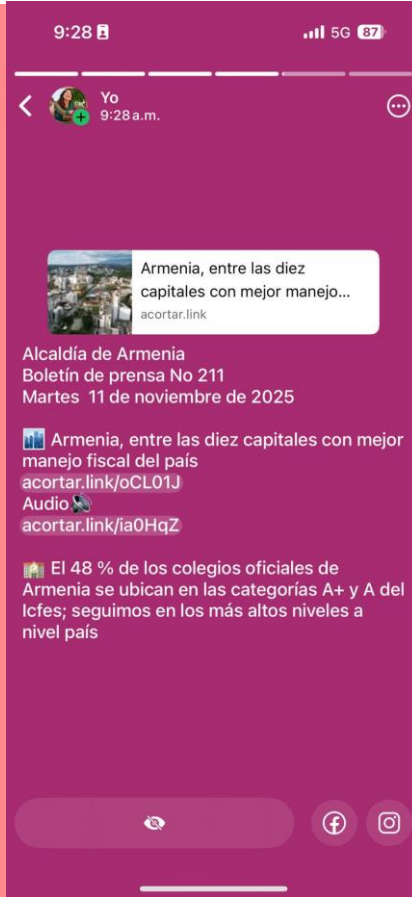 9:28
5G 87
Yo
9:28 a.m.
Armenia, entre las diez
capitales con mejor manejo...
acortar.link
Alcaldía de Armenia
Boletín de prensa No 211
Martes 11 de noviembre de 2025
🏙️ Armenia, entre las diez capitales con mejor
manejo fiscal del país
acortar.link/oCL01J
Audio🔊
acortar.link/ia0HqZ
🏫 El 48 % de los colegios oficiales de
Armenia se ubican en las categorías A+ y A del
Icfes; seguimos en los más altos niveles a
nivel país